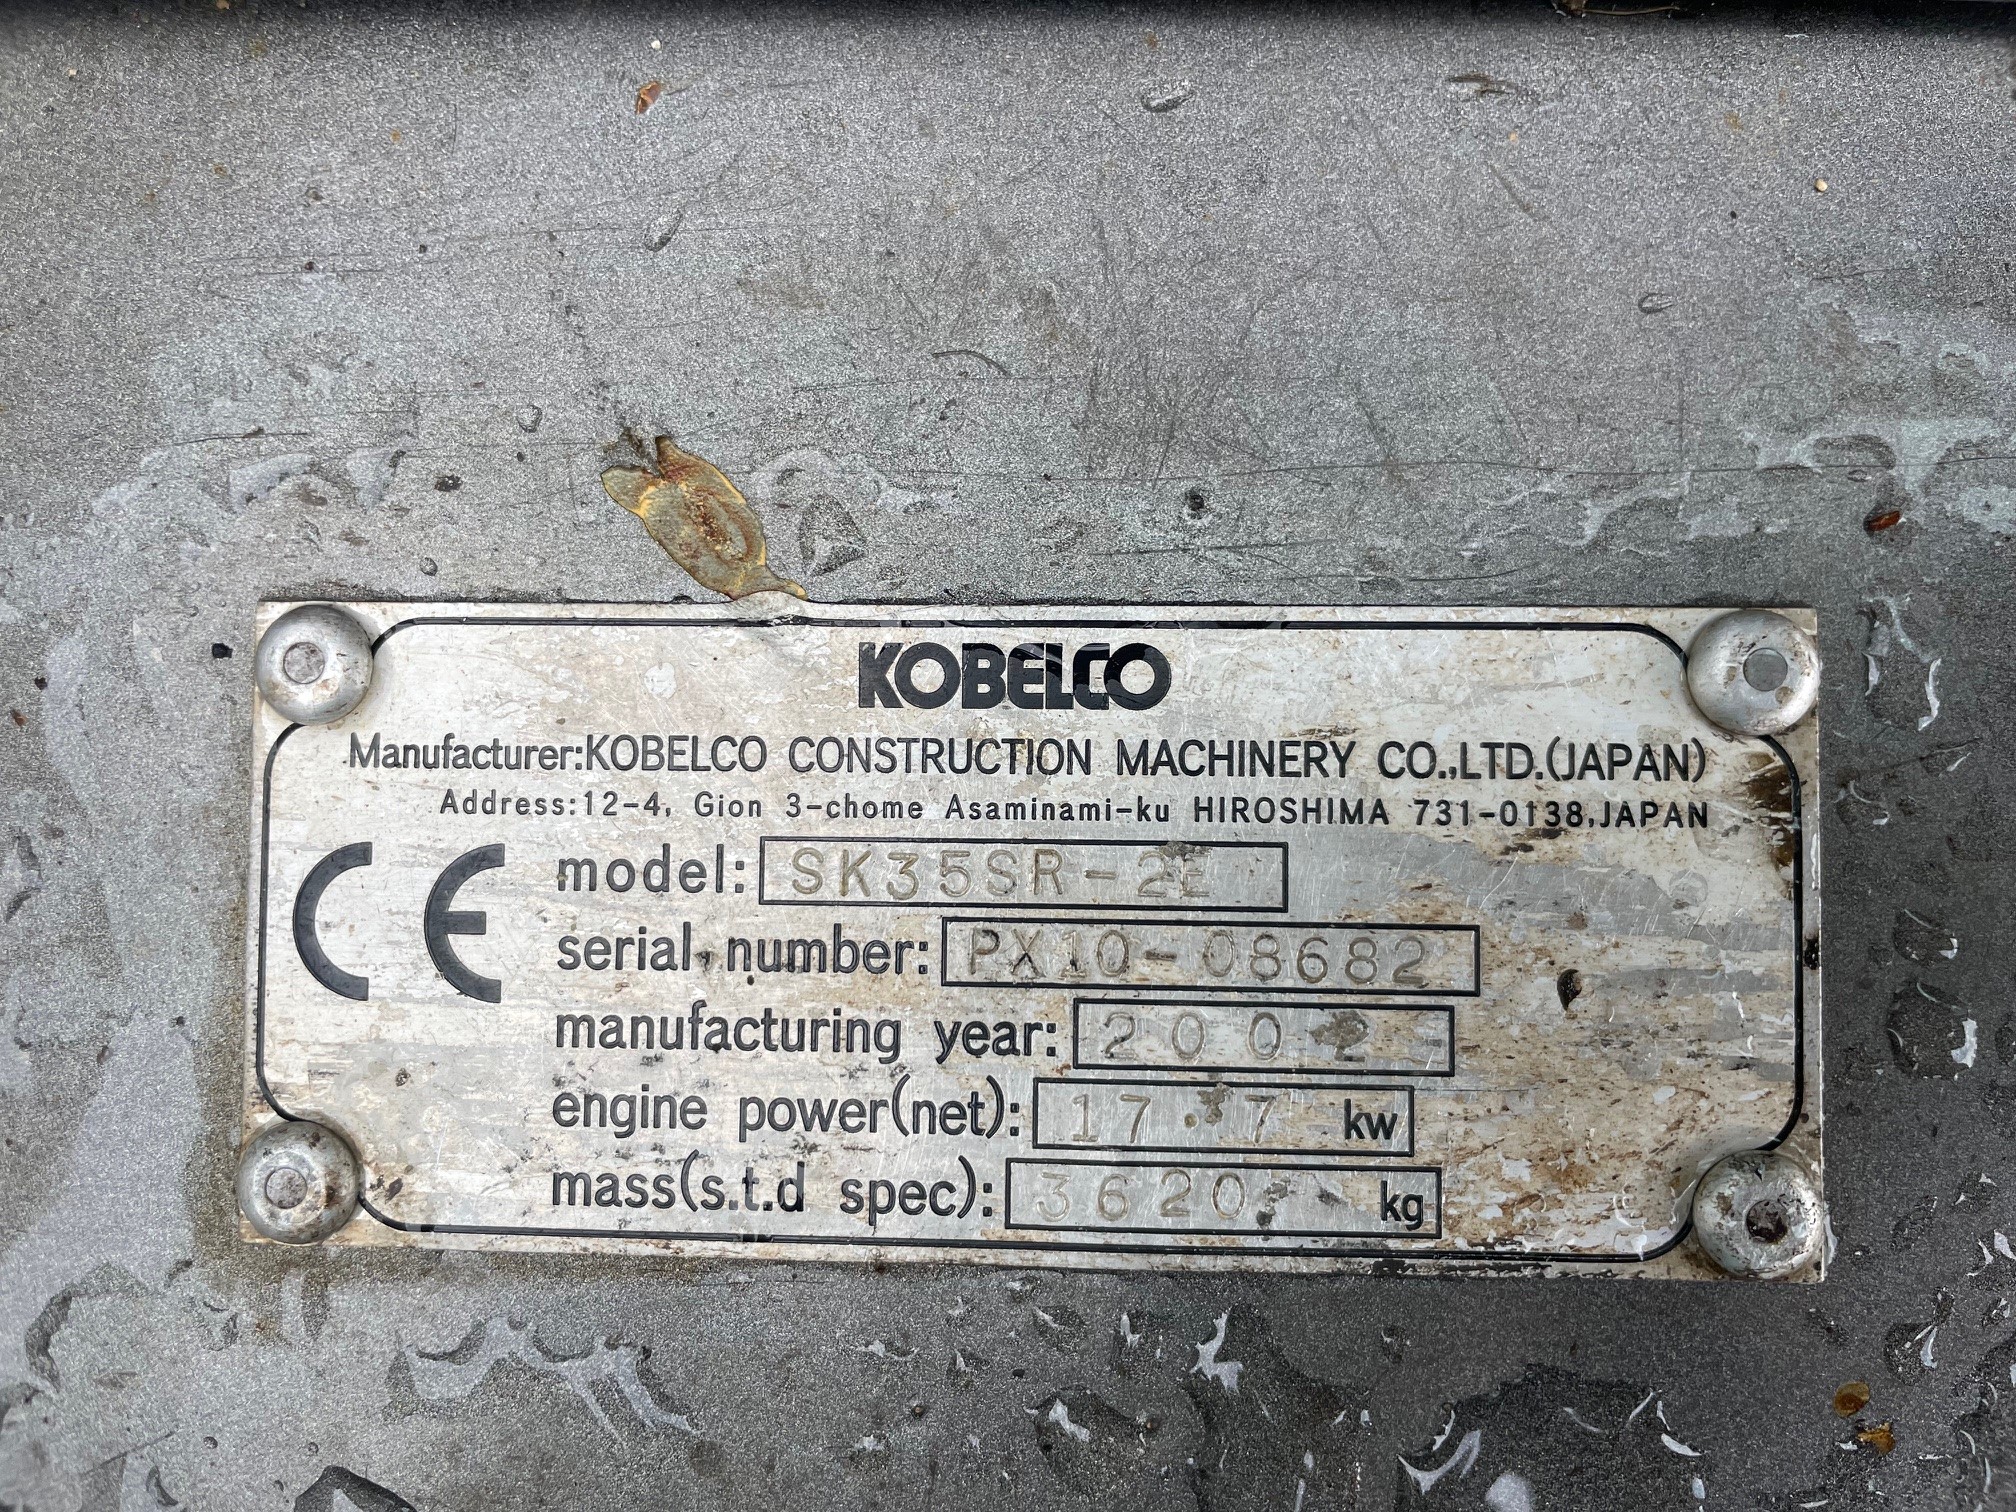 KOBELCO
Manufacturer:KOBELCO CONSTRUCTION MACHINERY CO.,LTD.(JAPAN)
Address:12-4, Gion 3-chome Asaminami-ku HIROSHIMA 731-0138,JAPAN
CE
model: SK35SR-2E
serial number: PX10-08682
manufacturing year: 2002
engine power(net): 17.7 kw
mass(s.t.d spec): 3620 kg